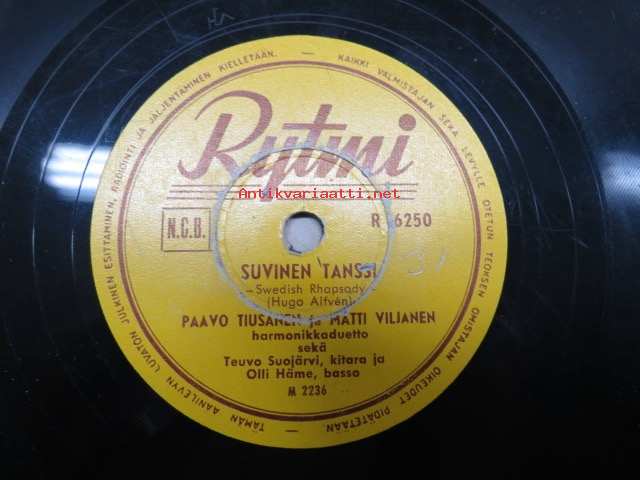 KAIKKI VALMISTAJAN SEKÄ LEVYLLE OTETUN TEOKSEN OMISTAJAN OIKEUDET PIDÄTETÄÄN. — TÄMÄN ÄÄNILEVYN LUVATON JULKINEN ESITTÄMINEN, RADIOINTI JA JÄLJENTÄMINEN KIELLETÄÄN. —
Rytmi
Antikvariaatti.net
N.C.B.
R 6250
SUVINEN TANSSI
—Swedish Rhapsody—
(Hugo Alfvén)
PAAVO TIUSANEN ja MATTI VILJANEN
harmonikkaduetto
sekä
Teuvo Suojärvi, kitara ja
Olli Häme, basso
M 2236